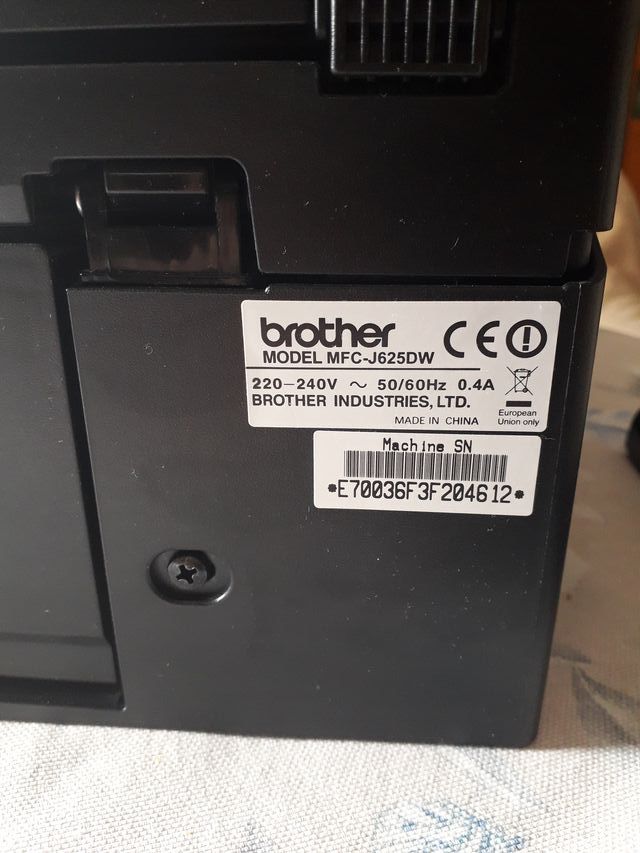 brother CE
MODEL MFC-J625DW
220-240V ~ 50/60Hz 0.4A
BROTHER INDUSTRIES, LTD.
MADE IN CHINA
European
Union only
Machine SN
*E70036F3F204612*